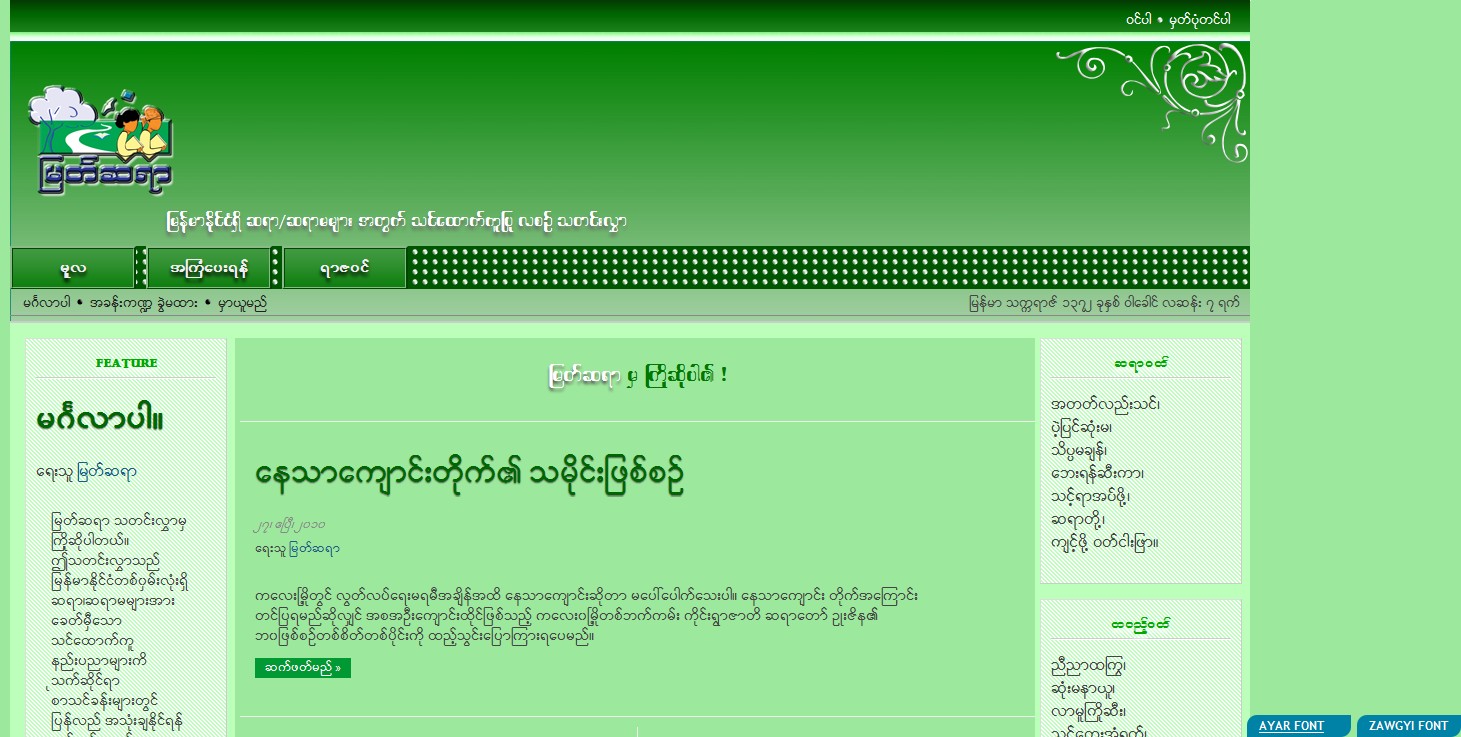 ဝင်ပါ • မှတ်ပုံတင်ပါ
မြတ်ဆရာ
မြန်မာနိုင်ငံရှိ ဆရာ/ဆရာမများ အတွက် သင်ထောက်ကူပြု လစဉ် သတင်းလွှာ
မူလ
အကြံပေးရန်
ရာဇဝင်
မင်္ဂလာပါ • အခန်းကဏ္ဍ ခွဲမထား • မှာယူမည်
မြန်မာ သက္ကရာဇ် ၁၃၇၂ ခုနှစ် ဝါခေါင် လဆန်း ၇ ရက်
FEATURE
မင်္ဂလာပါ။
ရေးသူ မြတ်ဆရာ
မြတ်ဆရာ သတင်းလွှာမှ
ကြိုဆိုပါတယ်။
ဤသတင်းလွှာသည်
မြန်မာနိုင်ငံတစ်ဝှမ်းလုံးရှိ
ဆရာ၊ဆရာမများအား
ခေတ်မှီသော
သင်ထောက်ကူ
နည်းပညာများကို
သက်ဆိုင်ရာ
စာသင်ခန်းများတွင်
ပြန်လည် အသုံးချနိုင်ရန်
မြတ်ဆရာ မှ ကြိုဆိုပါ၏ !
နေသာကျောင်းတိုက်၏ သမိုင်းဖြစ်စဉ်
၂၇၊ ဧပြီ၊ ၂၀၁၀
ရေးသူ မြတ်ဆရာ
ကလေးမြို့တွင် လွတ်လပ်ရေးမရမီအချိန်အထိ နေသာကျောင်းဆိုတာ မပေါ်ပေါက်သေးပါ။ နေသာကျောင်း တိုက်အကြောင်း
တင်ပြရမည်ဆိုလျှင် အစအဦးကျောင်းထိုင်ဖြစ်သည့် ကလေးဝမြို့တစ်ဘက်ကမ်း ကိုင်းရွာဇာတိ ဆရာတော် ဥူးဇိန၏
ဘဝဖြစ်စဉ်တစ်စိတ်တစ်ပိုင်းကို ထည့်သွင်းပြောကြားရပေမည်။
ဆက်ဖတ်မည် »
ဆရာဝတ်
အတတ်လည်းသင်၊
ပဲ့ပြင်ဆုံးမ၊
သိပ္ပမချန်၊
ဘေးရန်ဆီးကာ၊
သင့်ရာအပ်ဖို့၊
ဆရာတို့၊
ကျင့်ဖို့ ဝတ်ငါးဖြာ။
တပည့်ဝတ်
ညီညာထကြွ၊
ဆုံးမနာယူ၊
လာမူကြိုဆီး၊
AYAR FONT
ZAWGYI FONT